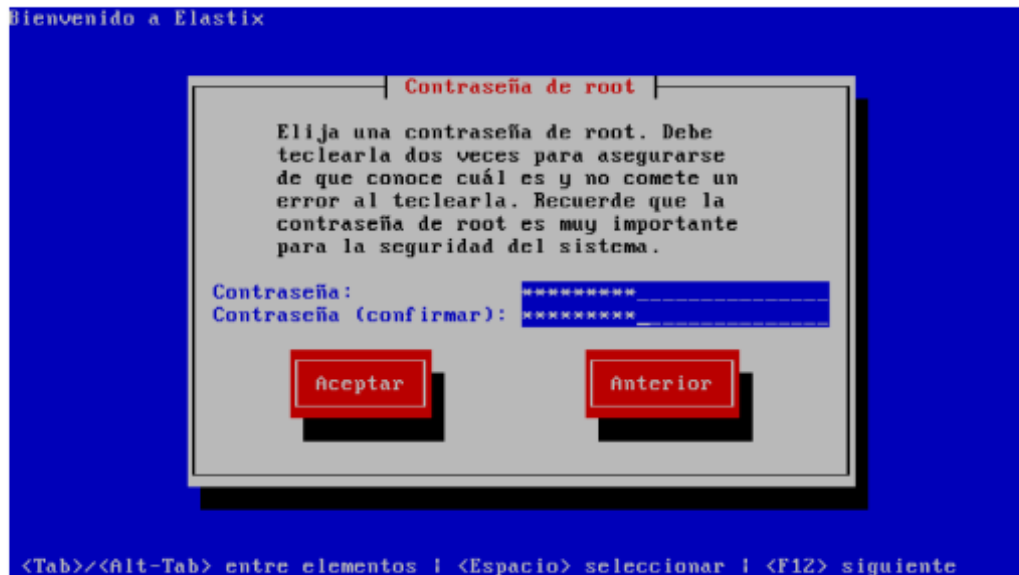 Bienvenido a Elastix
Contraseña de root
Elija una contraseña de root. Debe
teclearla dos veces para asegurarse
de que conoce cuál es y no comete un
error al teclearla. Recuerde que la
contraseña de root es muy importante
para la seguridad del sistema.
Contraseña: *********_______________
Contraseña (confirmar): *********_______________
Aceptar Anterior
<Tab>/<Alt-Tab> entre elementos | <Espacio> seleccionar | <F12> siguiente